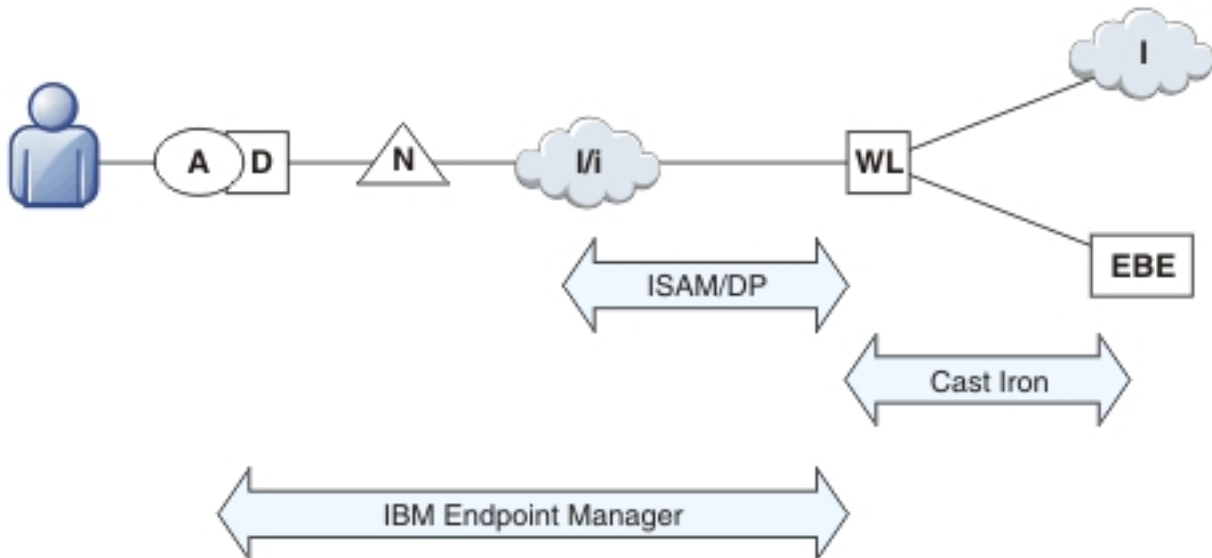 I
A
D
N
I/i
WL
EBE
ISAM/DP
Cast Iron
IBM Endpoint Manager